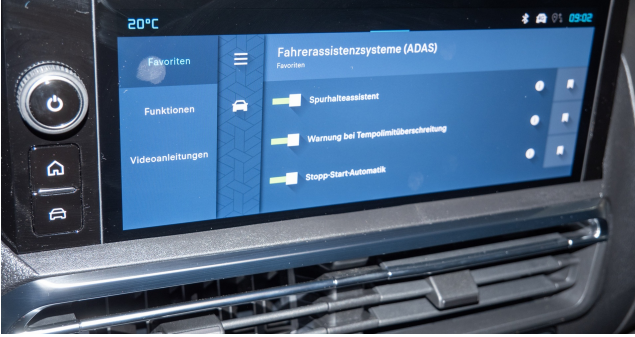 20°C
09:02
Favoriten
Funktionen
Videoanleitungen
Fahrerassistenzsysteme (ADAS)
Favoriten
Spurhalteassistent
Warnung bei Tempolimitüberschreitung
Stopp-Start-Automatik